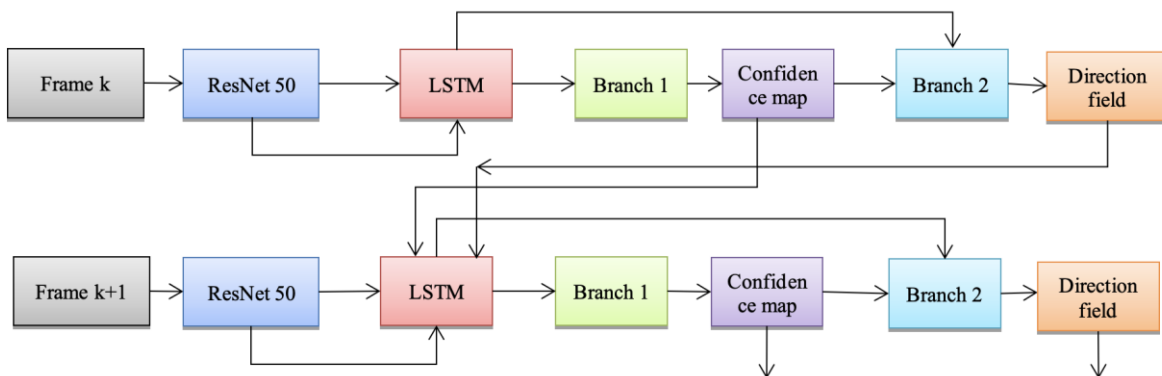 Frame k
ResNet 50
LSTM
Branch 1
Confiden
ce map
Branch 2
Direction
field
Frame k+1
ResNet 50
LSTM
Branch 1
Confiden
ce map
Branch 2
Direction
field